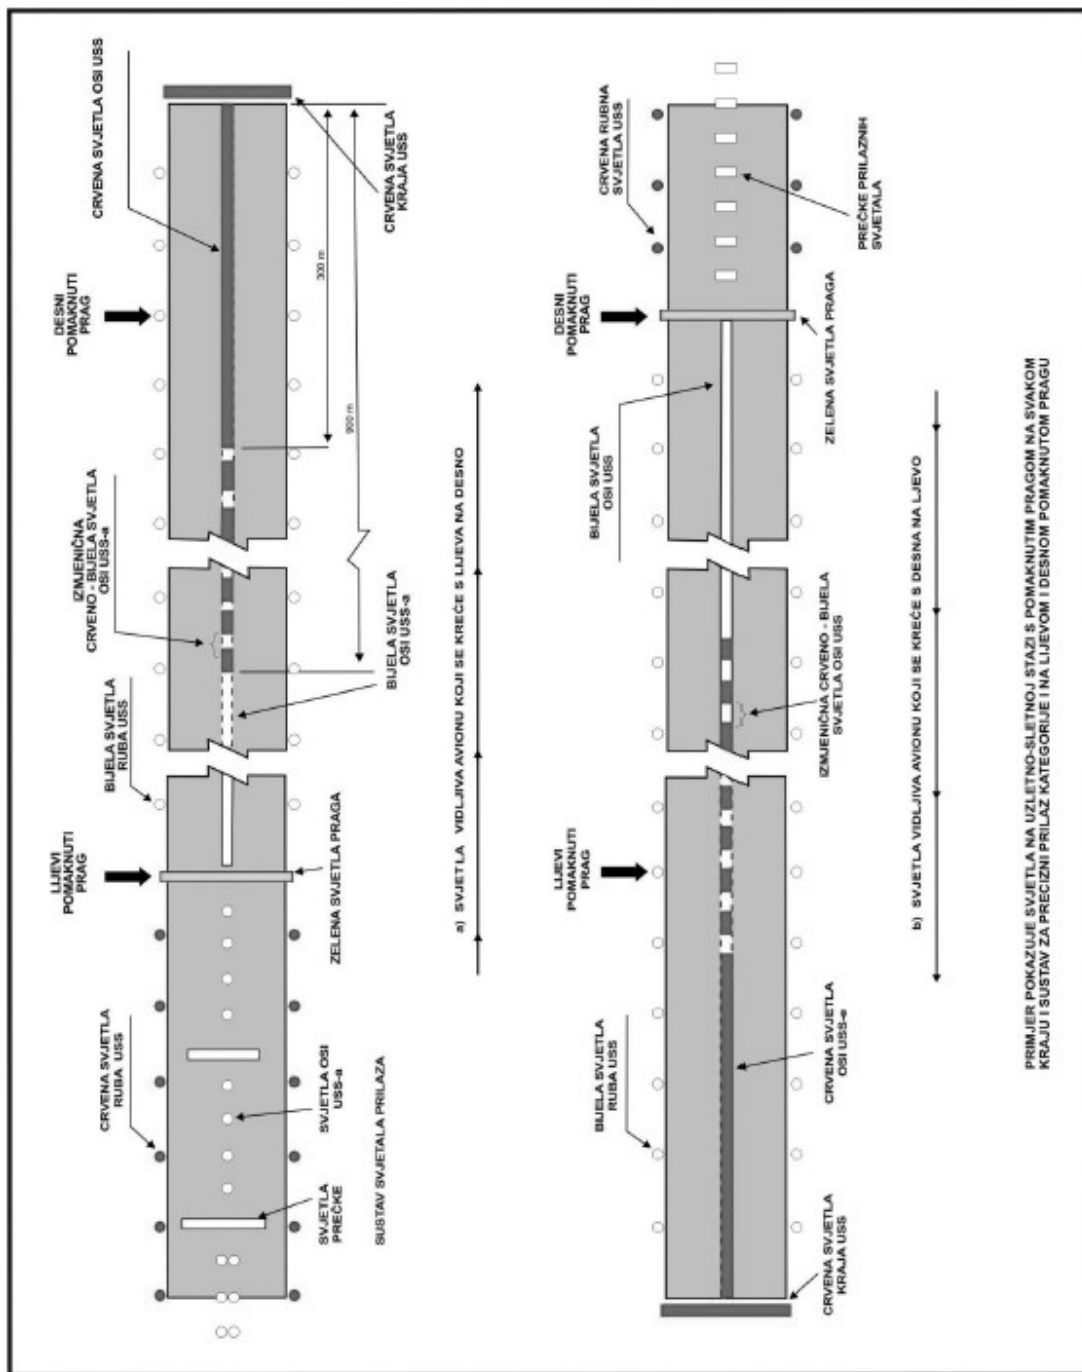 LIJEVI
POMAKNUTI
PRAG
DESNI
POMAKNUTI
PRAG
CRVENA SVJETLA
RUBA USS
BIJELA SVJETLA
RUBA USS
IZMJENIČNA
CRVENO - BIJELA SVJETLA
OSI USS-a
CRVENA SVJETLA OSI USS
SVJETLA
PREČKE
SVJETLA OSI
USS-a
SUSTAV SVJETALA PRILAZA
ZELENA SVJETLA PRAGA
BIJELA SVJETLA
OSI USS-a
900 m
300 m
CRVENA SVJETLA
KRAJA USS
a) SVJETLA VIDLJIVA AVIONU KOJI SE KREĆE S LIJEVA NA DESNO
LIJEVI
POMAKNUTI
PRAG
DESNI
POMAKNUTI
PRAG
BIJELA SVJETLA
RUBA USS
BIJELA SVJETLA
OSI USS
CRVENA RUBNA
SVJETLA USS
CRVENA SVJETLA
KRAJA USS
CRVENA SVJETLA
OSI USS-e
IZMJENIČNA CRVENO - BIJELA
SVJETLA OSI USS
ZELENA SVJETLA PRAGA
PREČKE PRILAZNIH
SVJETALA
b) SVJETLA VIDLJIVA AVIONU KOJI SE KREĆE S DESNA NA LJEVO
PRIMJER POKAZUJE SVJETLA NA UZLETNO-SLETNOJ STAZI S POMAKNUTIM PRAGOM NA SVAKOM
KRAJU I SUSTAV ZA PRECIZNI PRILAZ KATEGORIJE I NA LIJEVOM I DESNOM POMAKNUTOM PRAGU